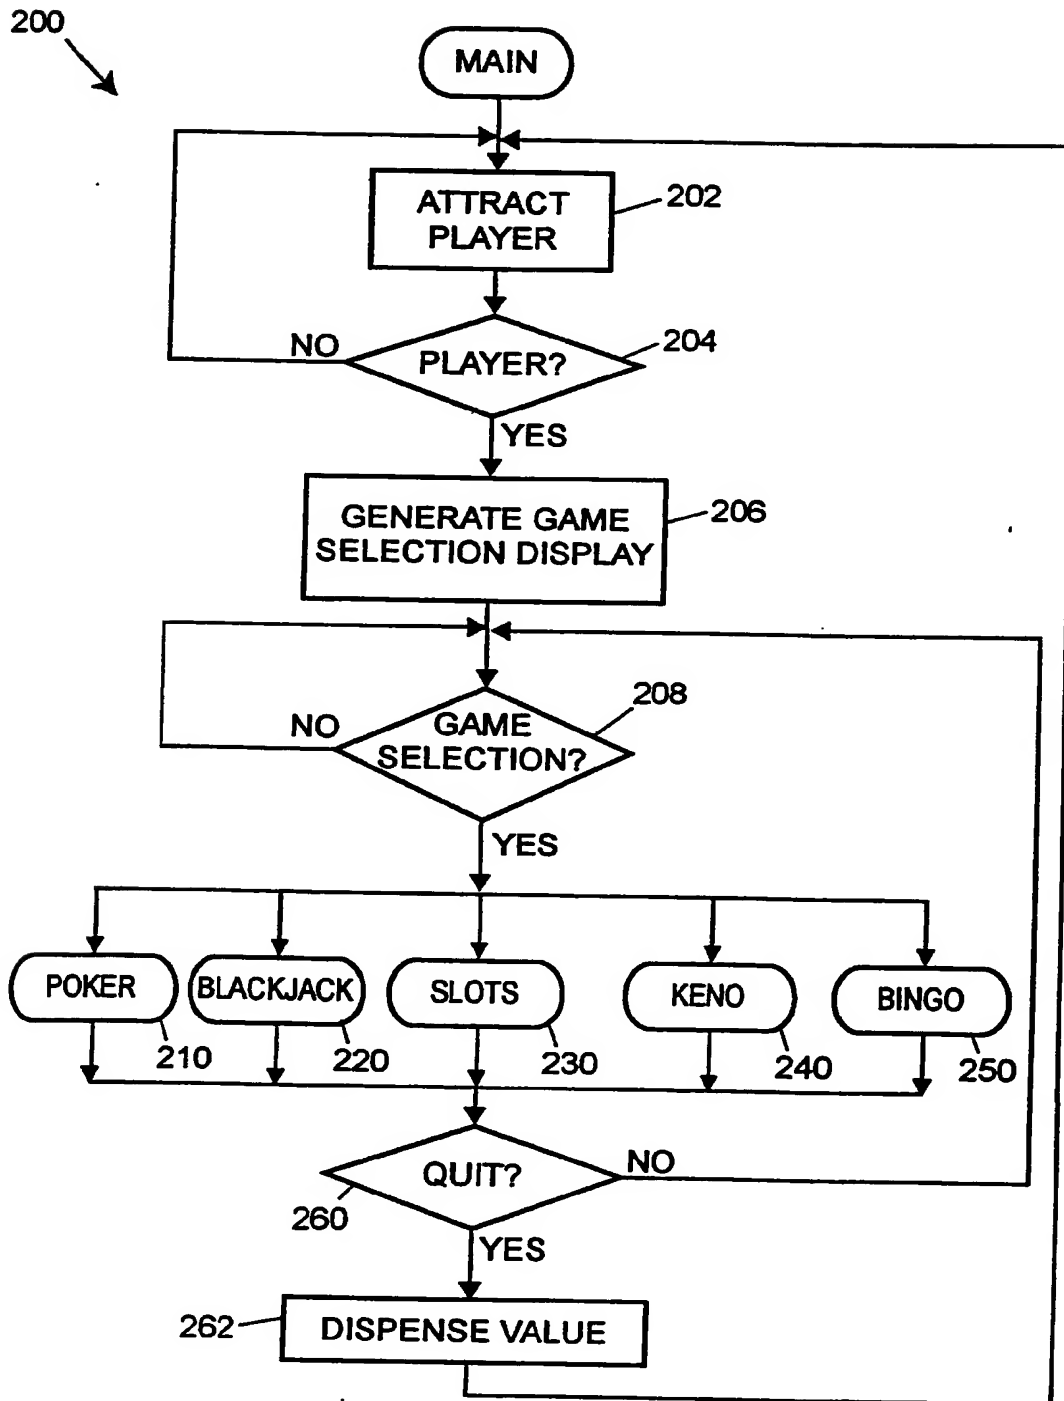 200
MAIN
ATTRACT
PLAYER
202
NO
PLAYER?
204
YES
GENERATE GAME
SELECTION DISPLAY
206
NO
GAME
SELECTION?
208
YES
POKER
BLACKJACK
SLOTS
KENO
BINGO
210
220
230
240
250
QUIT?
NO
260
YES
262
DISPENSE VALUE